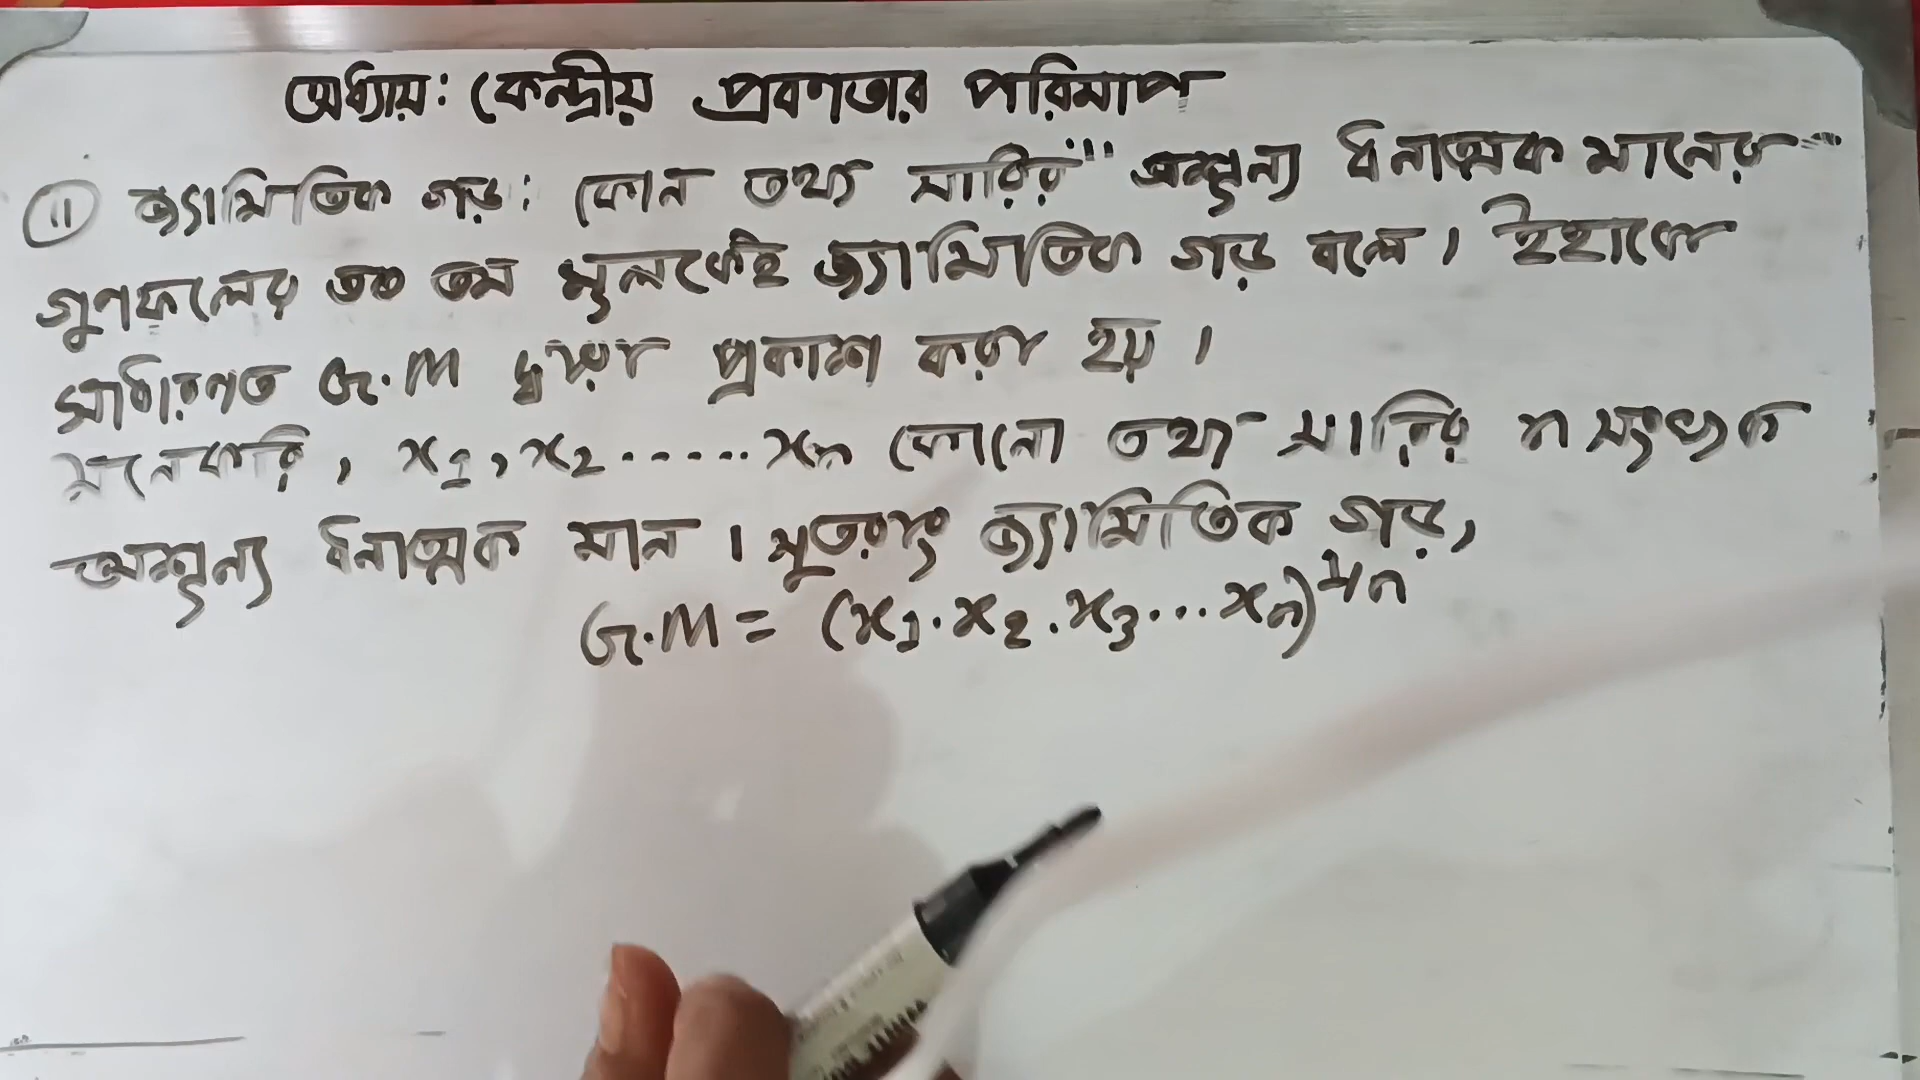 অধ্যায়: কেন্দ্রীয় প্রবণতার পরিমাপ
(ii) জ্যামিতিক গড়: কোন তথ্য সারির অশূন্য ধনাত্মক মানের
গুণফলের তত তম মূলকেই জ্যামিতিক গড় বলে। ইহাকে
সাধারণত G.M দ্বারা প্রকাশ করা হয়।
মনেকরি, x₁, x₂ ...... xₙ কোনো তথ্য সারির n সংখ্যক
অশূন্য ধনাত্মক মান। সুতরাং জ্যামিতিক গড়,
G.M = (x₁.x₂.x₃...xₙ)^1/n